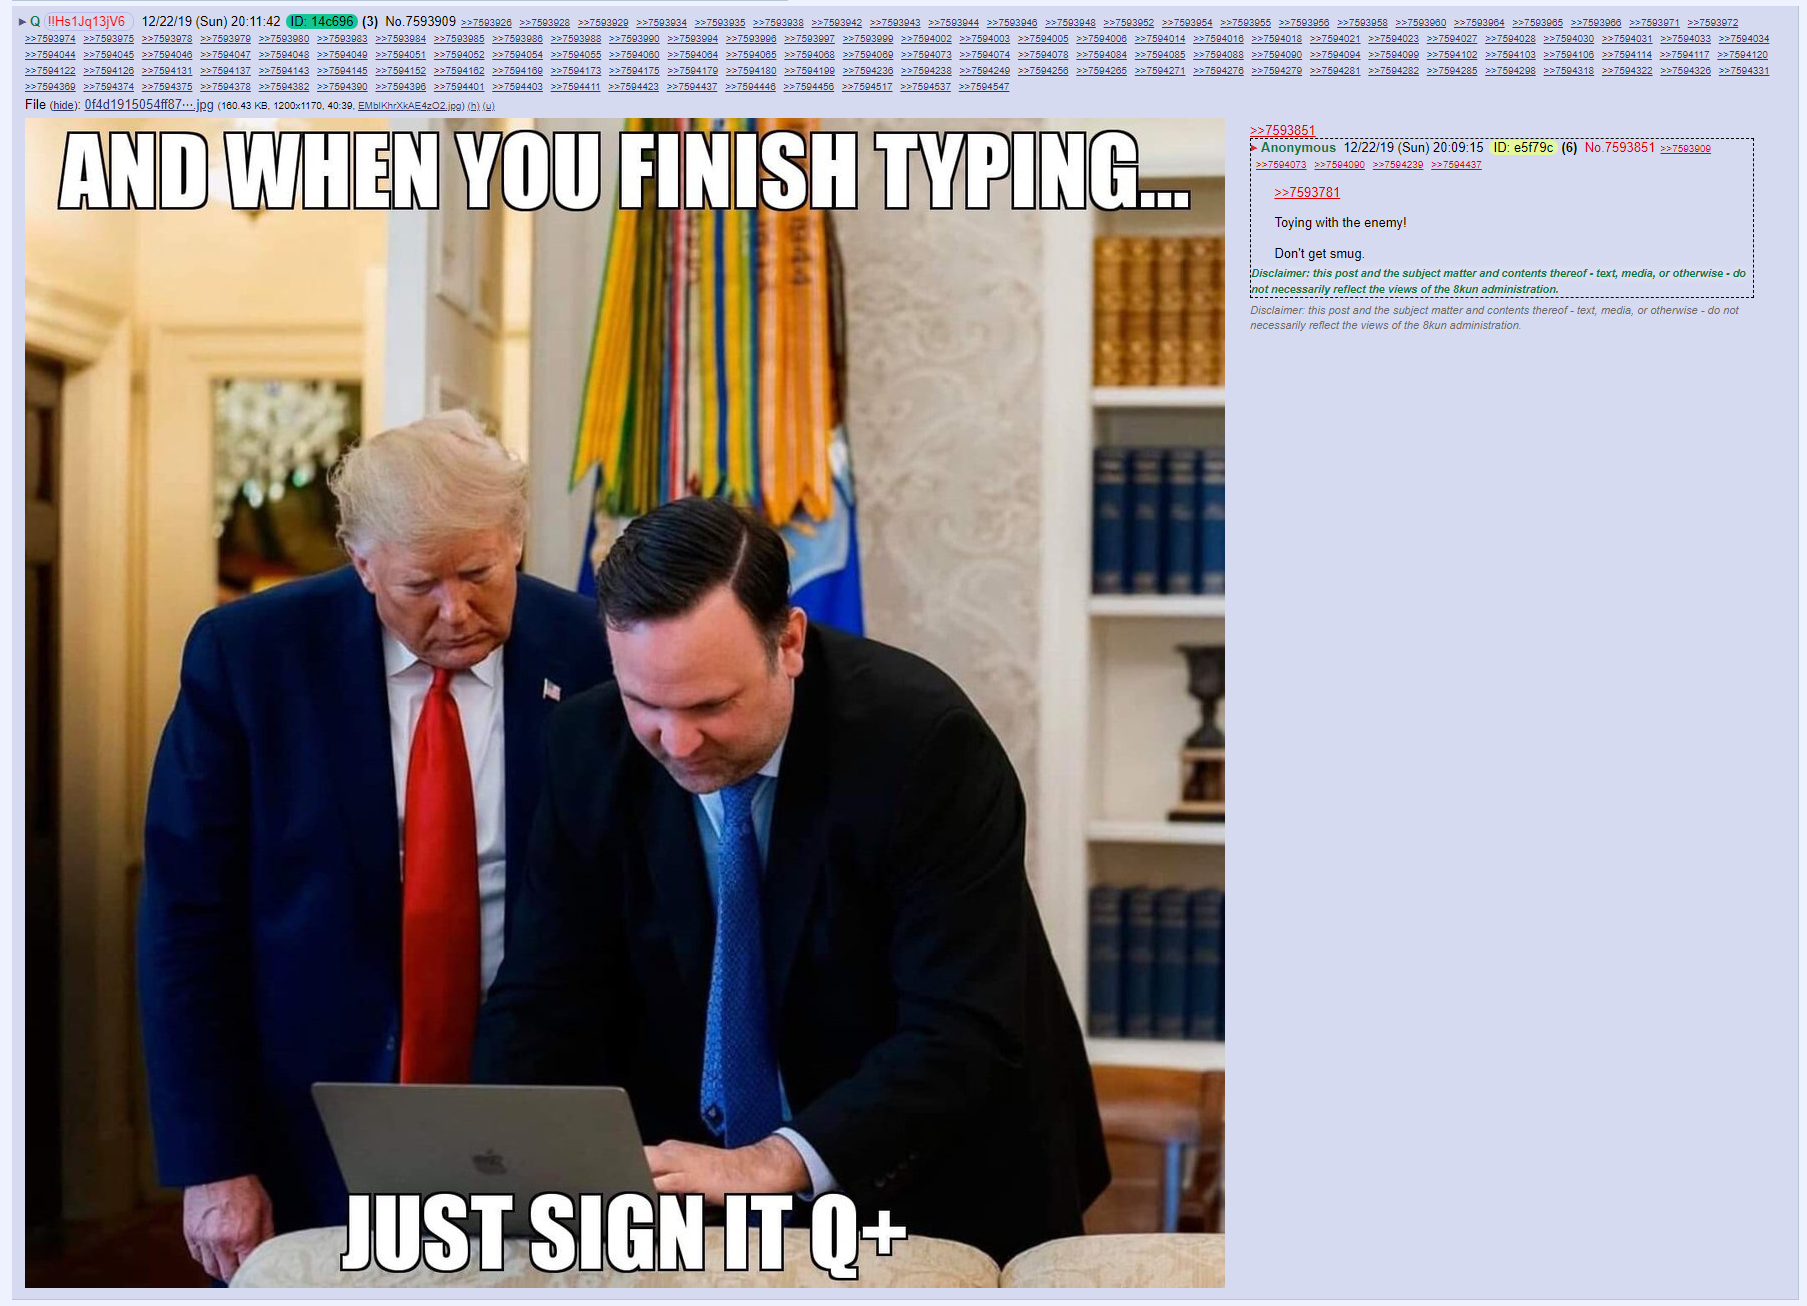 Q !!Hs1Jq13jV6 12/22/19 (Sun) 20:11:42 ID: 14c696 (3) No.7593909 >>7593926 >>7593928 >>7593929 >>7593934 >>7593935 >>7593938 >>7593942 >>7593943 >>7593944 >>7593946 >>7593948 >>7593952 >>7593954 >>7593955 >>7593956 >>7593958 >>7593960 >>7593964 >>7593965 >>7593966 >>7593971 >>7593972
>>7593974 >>7593975 >>7593978 >>7593979 >>7593980 >>7593983 >>7593984 >>7593985 >>7593986 >>7593988 >>7593990 >>7593994 >>7593996 >>7593997 >>7593999 >>7594002 >>7594003 >>7594005 >>7594006 >>7594014 >>7594016 >>7594018 >>7594021 >>7594023 >>7594027 >>7594028 >>7594030 >>7594031 >>7594033 >>7594034
>>7594044 >>7594045 >>7594046 >>7594047 >>7594048 >>7594049 >>7594051 >>7594052 >>7594054 >>7594055 >>7594060 >>7594064 >>7594065 >>7594068 >>7594069 >>7594073 >>7594074 >>7594078 >>7594084 >>7594085 >>7594088 >>7594090 >>7594094 >>7594099 >>7594102 >>7594103 >>7594106 >>7594114 >>7594117 >>7594120
>>7594122 >>7594126 >>7594131 >>7594137 >>7594143 >>7594145 >>7594152 >>7594162 >>7594169 >>7594173 >>7594175 >>7594179 >>7594180 >>7594199 >>7594236 >>7594238 >>7594249 >>7594256 >>7594265 >>7594271 >>7594276 >>7594279 >>7594281 >>7594282 >>7594285 >>7594298 >>7594318 >>7594322 >>7594326 >>7594331
>>7594369 >>7594374 >>7594375 >>7594378 >>7594382 >>7594390 >>7594396 >>7594401 >>7594403 >>7594411 >>7594423 >>7594437 >>7594446 >>7594456 >>7594517 >>7594537 >>7594547
File (hide): 0f4d1915054ff87⋯.jpg (160.43 KB, 1200x1170, 40:39, EMblKhrXkAE4zO2.jpg) (h) (u)
AND WHEN YOU FINISH TYPING...
1944
JUST SIGN IT Q+
>>7593851
Anonymous 12/22/19 (Sun) 20:09:15 ID: e5f79c (6) No.7593851 >>7593909
>>7594073 >>7594090 >>7594239 >>7594437
>>7593781
Toying with the enemy!
Don't get smug.
Disclaimer: this post and the subject matter and contents thereof - text, media, or otherwise - do
not necessarily reflect the views of the 8kun administration.
Disclaimer: this post and the subject matter and contents thereof - text, media, or otherwise - do not
necessarily reflect the views of the 8kun administration.